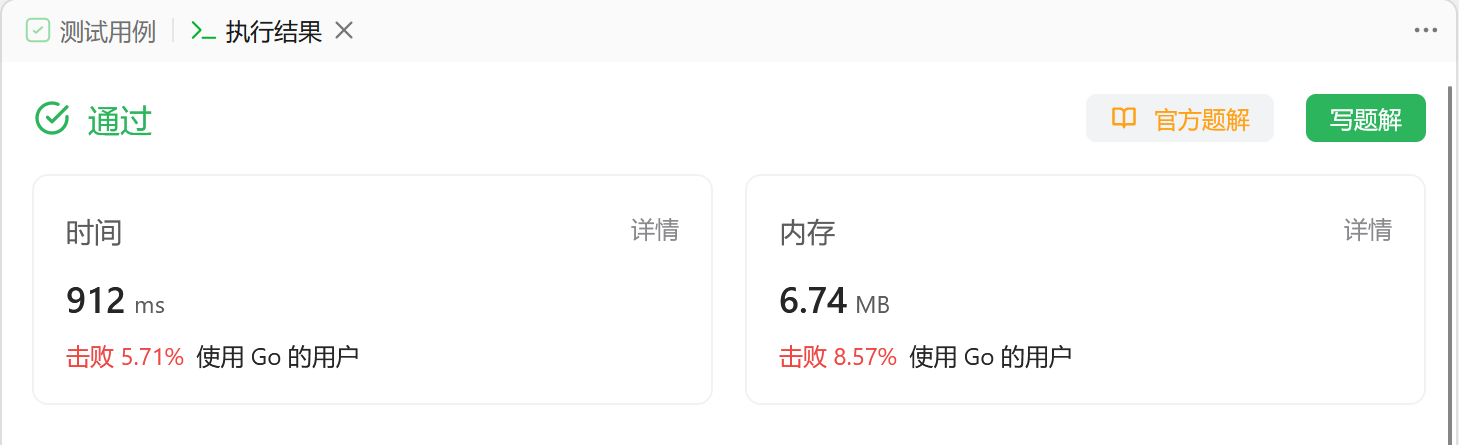 测试用例 执行结果
通过 官方题解 写题解
时间 详情 内存 详情
912 ms 6.74 MB
击败 5.71% 使用 Go 的用户 击败 8.57% 使用 Go 的用户